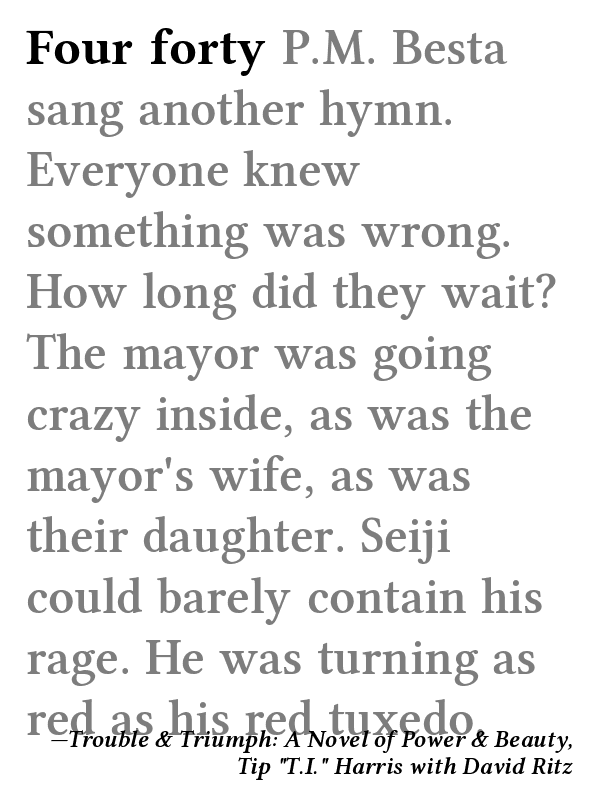 Four forty P.M. Besta
sang another hymn.
Everyone knew
something was wrong.
How long did they wait?
The mayor was going
crazy inside, as was the
mayor's wife, as was
their daughter. Seiji
could barely contain his
rage. He was turning as
red as his red tuxedo.
—Trouble & Triumph: A Novel of Power & Beauty,
Tip "T.I." Harris with David Ritz